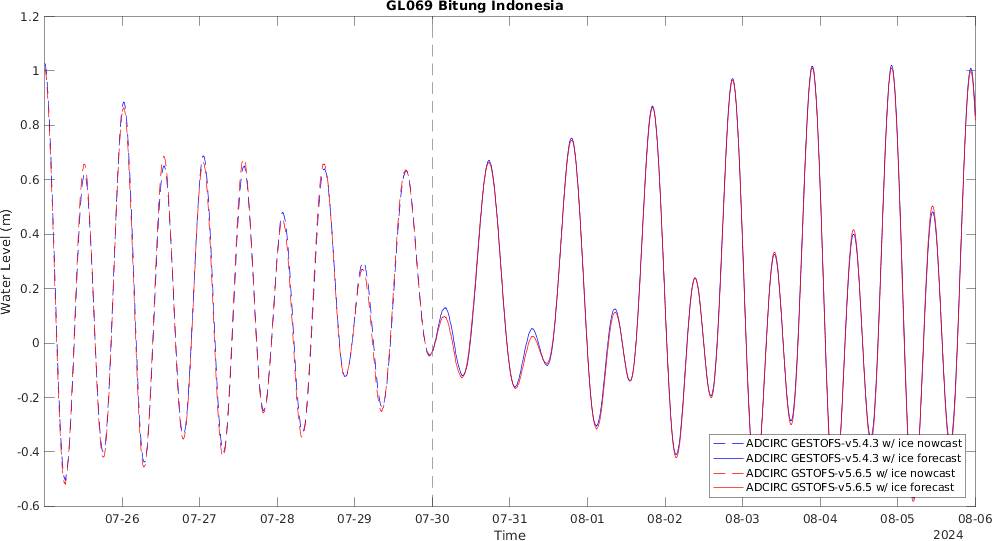 GL069 Bitung Indonesia
1.2
1
0.8
0.6
0.4
0.2
0
-0.2
-0.4
-0.6
Water Level (m)
ADCIRC GESTOFS-v5.4.3 w/ ice nowcast
ADCIRC GESTOFS-v5.4.3 w/ ice forecast
ADCIRC GSTOFS-v5.6.5 w/ ice nowcast
ADCIRC GSTOFS-v5.6.5 w/ ice forecast
07-26 07-27 07-28 07-29 07-30 07-31 08-01 08-02 08-03 08-04 08-05 08-06
Time
2024